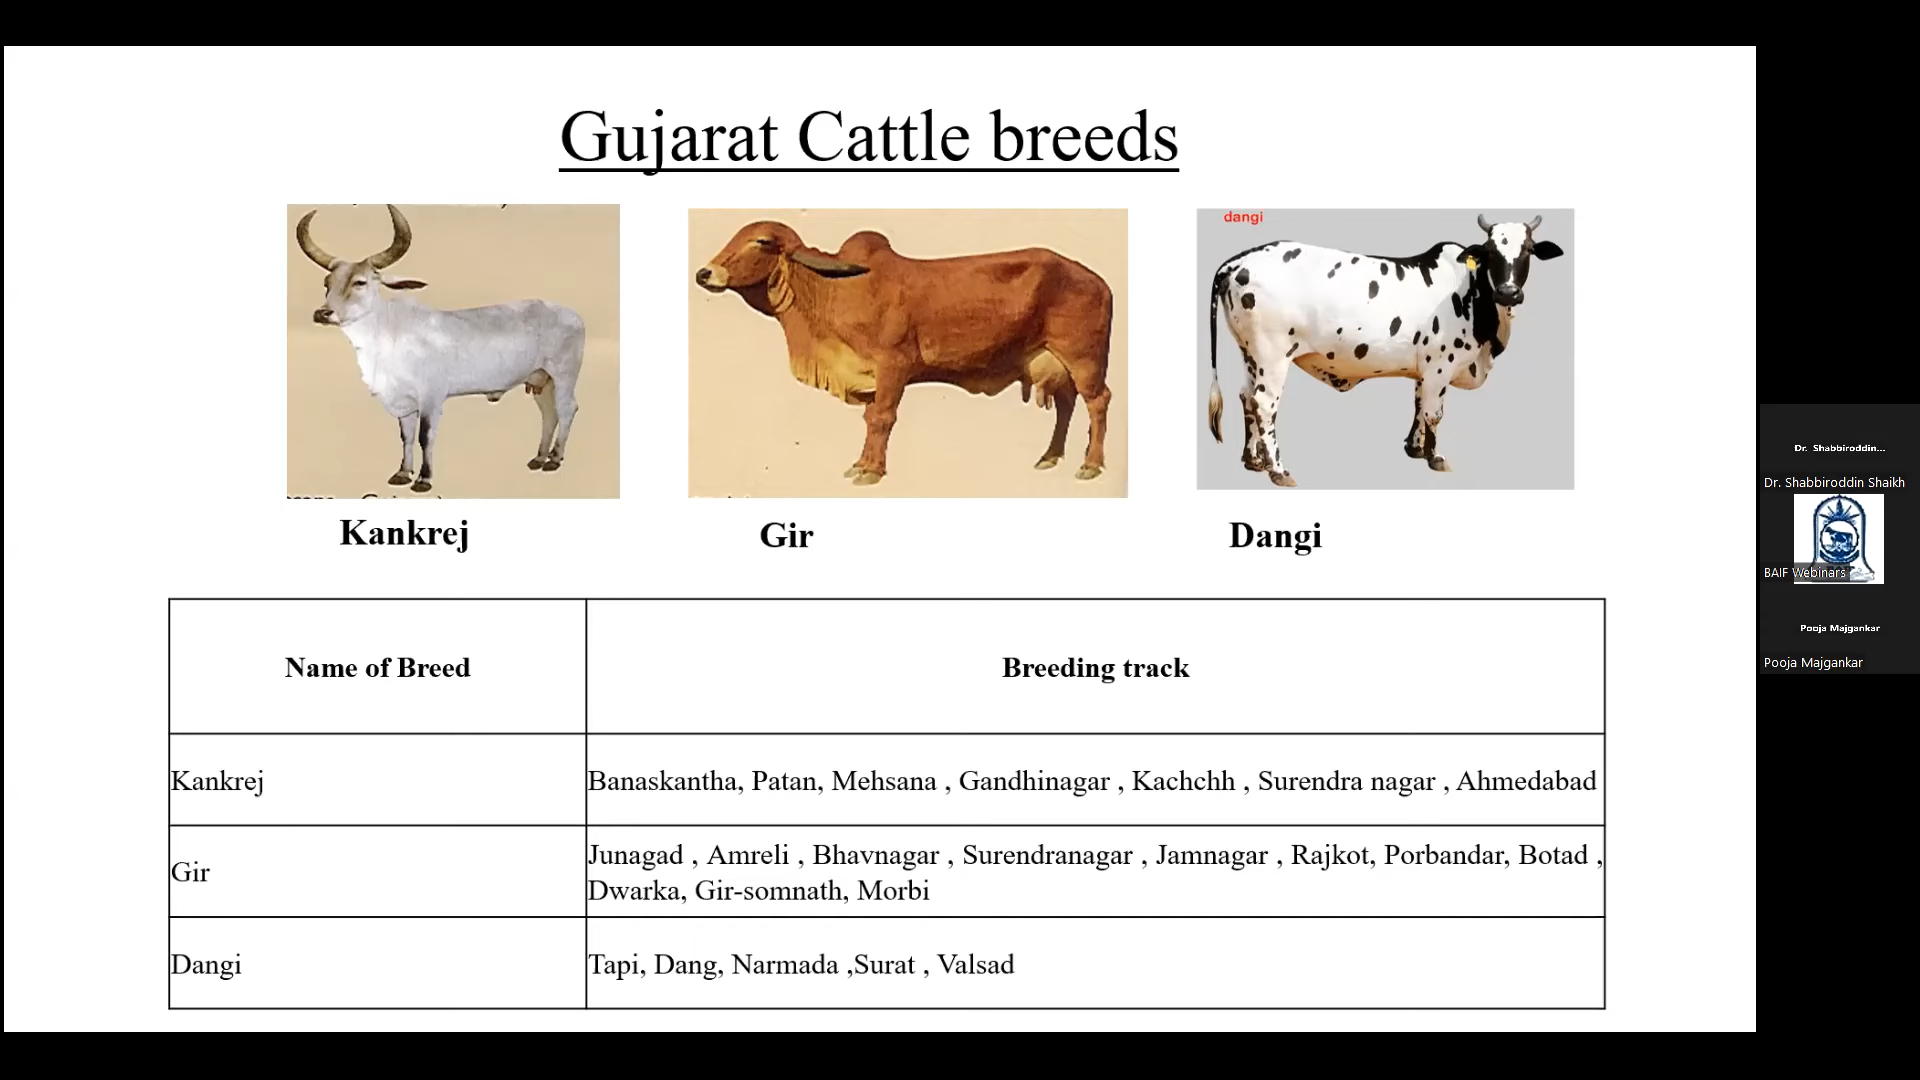 Gujarat Cattle breeds
dangi
Kankrej
Gir
Dangi
Name of Breed
Breeding track
Kankrej
Banaskantha, Patan, Mehsana , Gandhinagar , Kachchh , Surendra nagar , Ahmedabad
Gir
Junagad , Amreli , Bhavnagar , Surendranagar , Jamnagar , Rajkot, Porbandar, Botad ,
Dwarka, Gir-somnath, Morbi
Dangi
Tapi, Dang, Narmada ,Surat , Valsad
Dr. Shabbiroddin...
Dr. Shabbiroddin Shaikh
BAIF Webinars
Pooja Majgankar
Pooja Majgankar